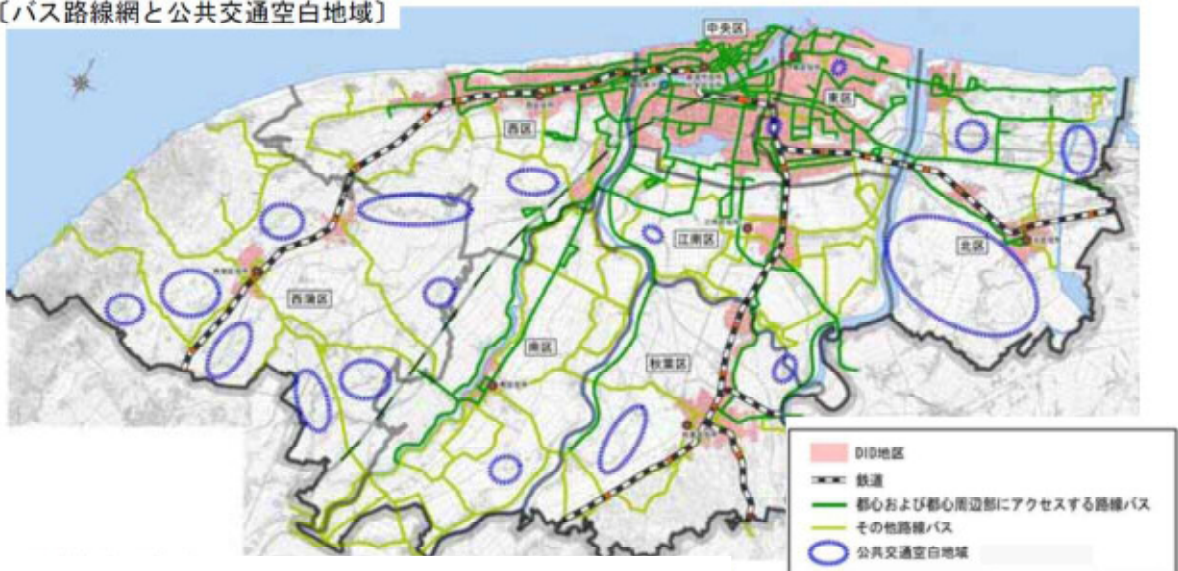 〔バス路線網と公共交通空白地域〕
中央区
東区
西区
江南区
北区
西蒲区
南区
秋葉区
DID地区
鉄道
都心および都心周辺部にアクセスする路線バス
その他路線バス
公共交通空白地域